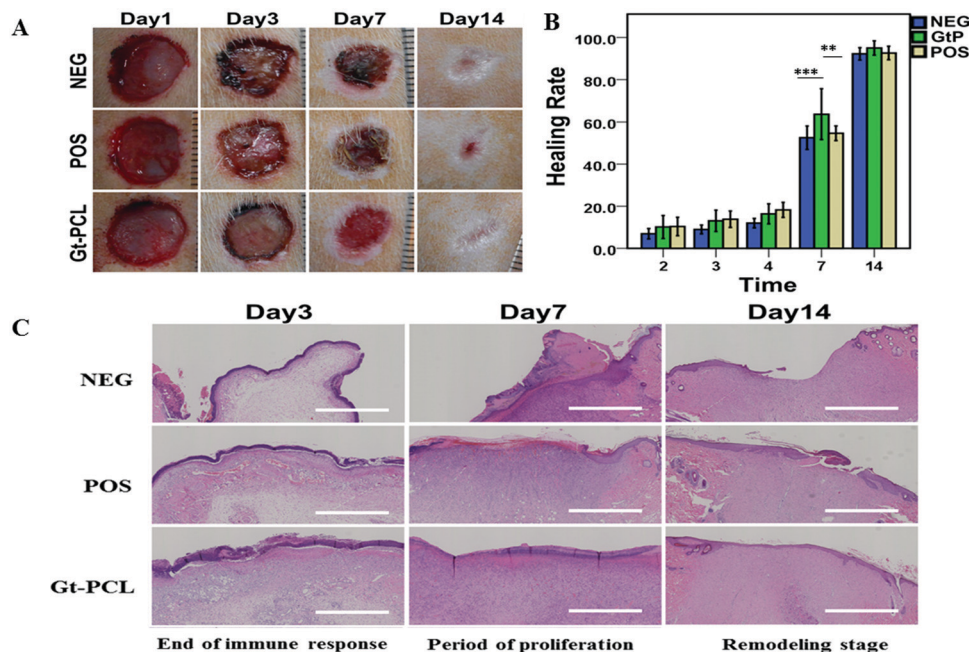 A
Day1 Day3 Day7 Day14
NEG
POS
Gt-PCL
B
NEG
GtP
POS
Healing Rate
100.0
80.0
60.0
40.0
20.0
0.0
***
**
2 3 4 7 14
Time
C
Day3 Day7 Day14
NEG
POS
Gt-PCL
End of immune response Period of proliferation Remodeling stage